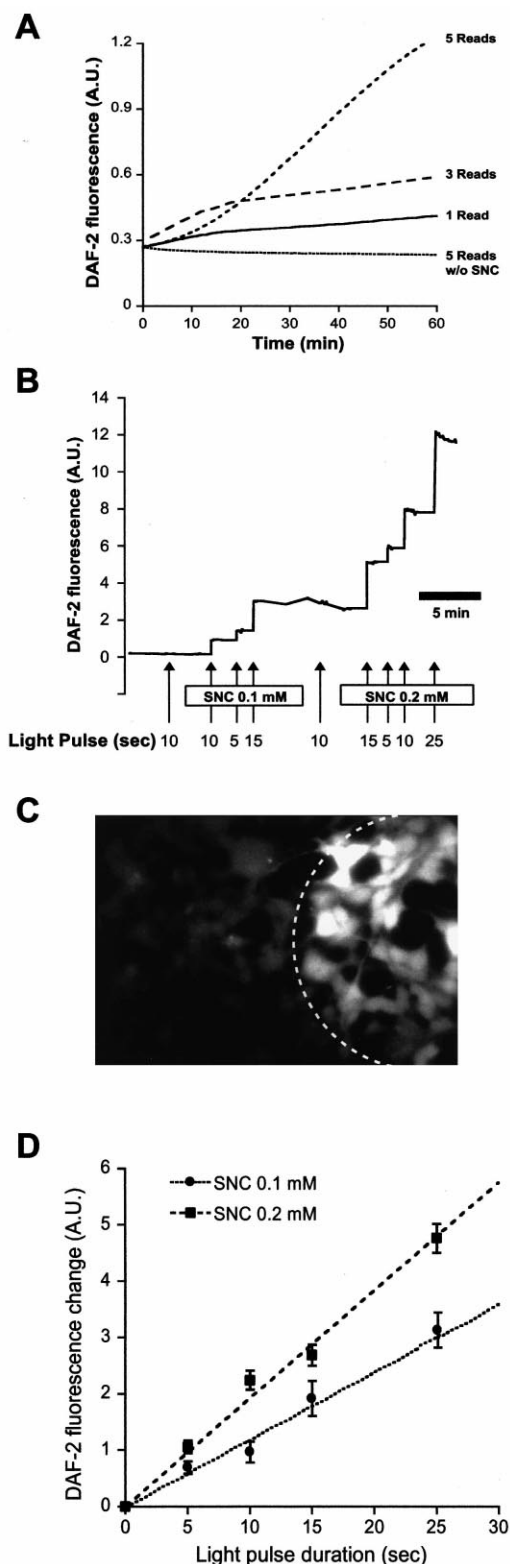 A
DAF-2 fluorescence (A.U.)
1.2
0.9
0.6
0.3
0
5 Reads
3 Reads
1 Read
5 Reads
w/o SNC
0 10 20 30 40 50 60
Time (min)
B
DAF-2 fluorescence (A.U.)
14
12
10
8
6
4
2
0
5 min
SNC 0.1 mM SNC 0.2 mM
Light Pulse (sec) 10 10 5 15 10 15 5 10 25
C
D
DAF-2 fluorescence change (A.U.)
6
5
4
3
2
1
0
SNC 0.1 mM
SNC 0.2 mM
0 5 10 15 20 25 30
Light pulse duration (sec)